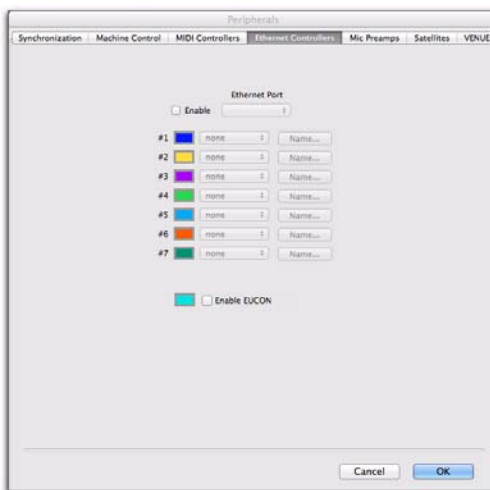 Peripherals
Synchronization Machine Control MIDI Controllers Ethernet Controllers Mic Preamps Satellites VENUE
Ethernet Port
Enable
#1 none Name...
#2 none Name...
#3 none Name...
#4 none Name...
#5 none Name...
#6 none Name...
#7 none Name...
Enable EUCON
Cancel OK